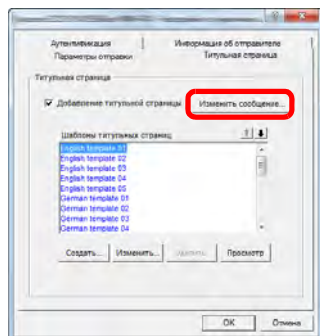 Аутентификация
Информация об отправителе
Параметры отправки
Титульная страница
Титульная страница
Добавление титульной страницы
Изменить сообщение...
Шаблоны титульных страниц
English template 01
English template 02
English template 03
English template 04
English template 05
German template 01
German template 02
German template 03
German template 04
Создать...
Изменить...
Удалить
Просмотр
OK
Отмена